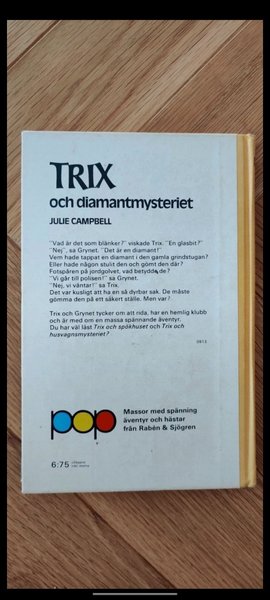 TRIX
och diamantmysteriet
JULIE CAMPBELL
"Vad är det som blänker?" viskade Trix. "En glasbit?"
"Nej", sa Grynet. "Det är en diamant!"
Vem hade tappat en diamant i den gamla grindstugan?
Eller hade någon stulit den och gömt den där?
Fotspåren på jordgolvet, vad betydde de?
"Vi går till polisen!" sa Grynet.
"Nej, vi väntar!" sa Trix.
Det var kusligt att ha en så dyrbar sak. De måste
gömma den på ett säkert ställe. Men var?
Trix och Grynet tycker om att rida, har en hemlig klubb
och är med om en massa spännande äventyr.
Du har väl läst Trix och spökhuset och Trix och
husvagnsmysteriet?
pop
Massor med spänning
äventyr och hästar
från Rabén & Sjögren
6:75